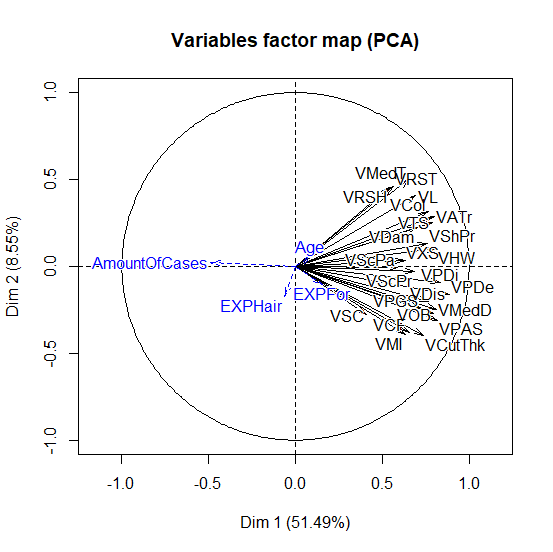 Variables factor map (PCA)
Dim 2 (8.55%)
1.0
0.5
0.0
-0.5
-1.0
VMedT
VRST
VRSH
VL
VCol
VATr
VTS
VDam
VShPr
Age
VXS
VHW
VScPa
AmountOfCases
VPDi
VScPr
VPDe
EXPFor
VDis
VPGS
EXPHair
VMedD
VSC
VOB
VCF
VPAS
VMI
VCutThk
-1.0 -0.5 0.0 0.5 1.0
Dim 1 (51.49%)